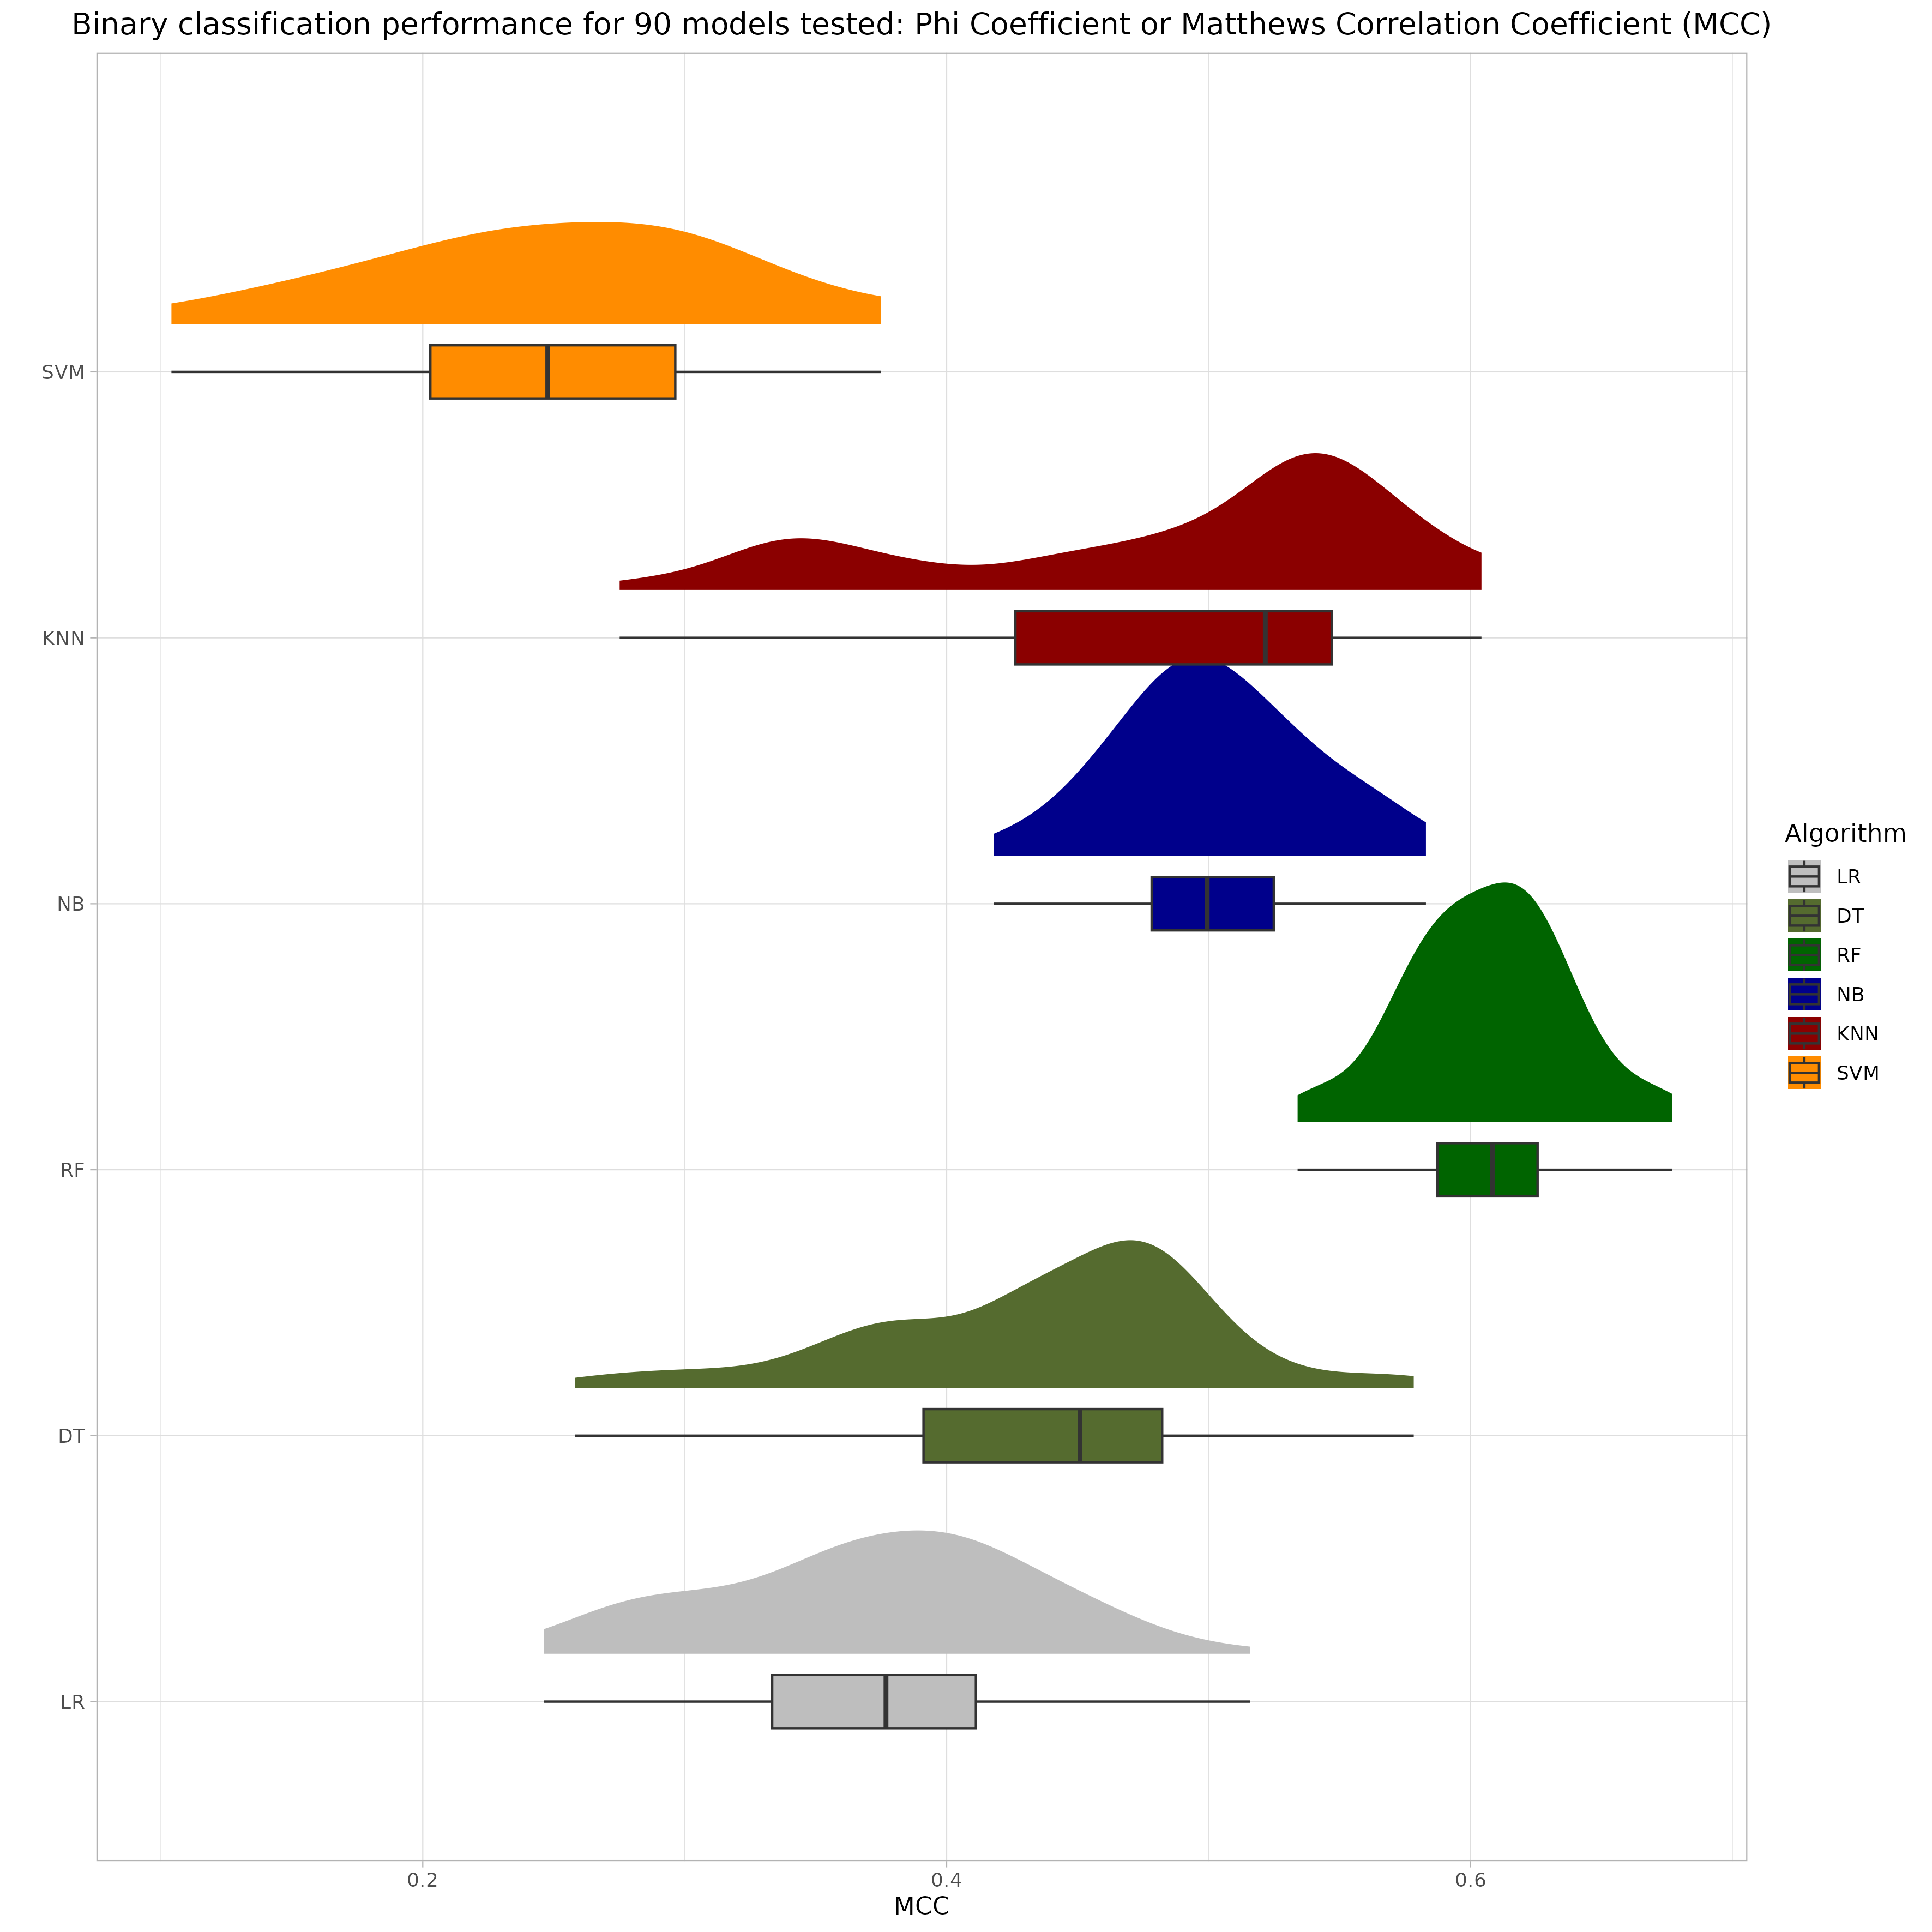 Binary classification performance for 90 models tested: Phi Coefficient or Matthews Correlation Coefficient (MCC)
SVM
KNN
NB
RF
DT
LR
0.2
0.4
0.6
MCC
Algorithm
LR
DT
RF
NB
KNN
SVM